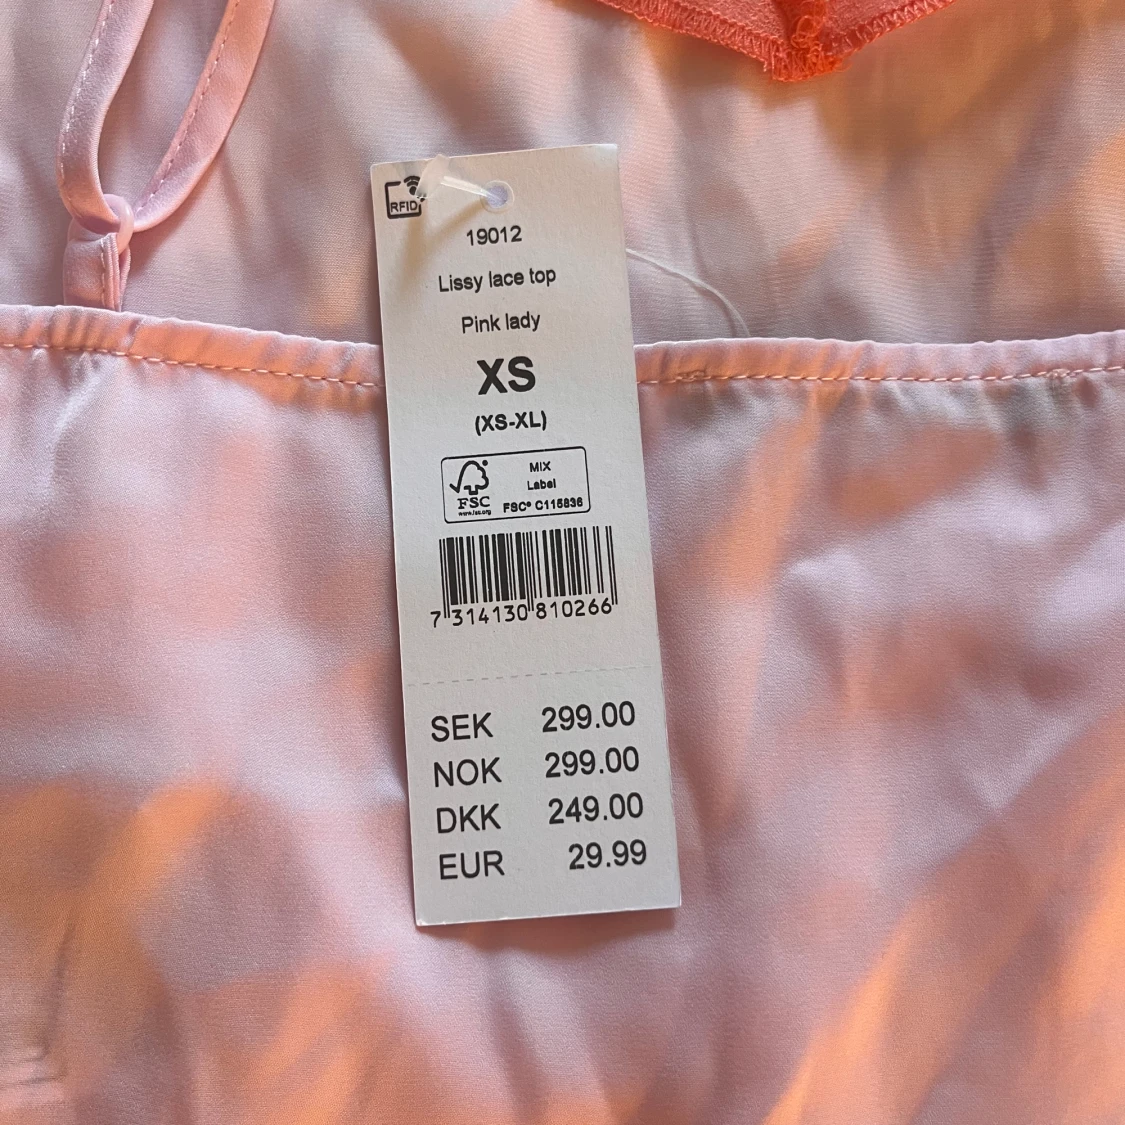 RFID
19012
Lissy lace top
Pink lady
XS
(XS-XL)
FSC
www.fsc.org
MIX
Label
FSC® C115836
7 314130 810266
SEK 299.00
NOK 299.00
DKK 249.00
EUR 29.99